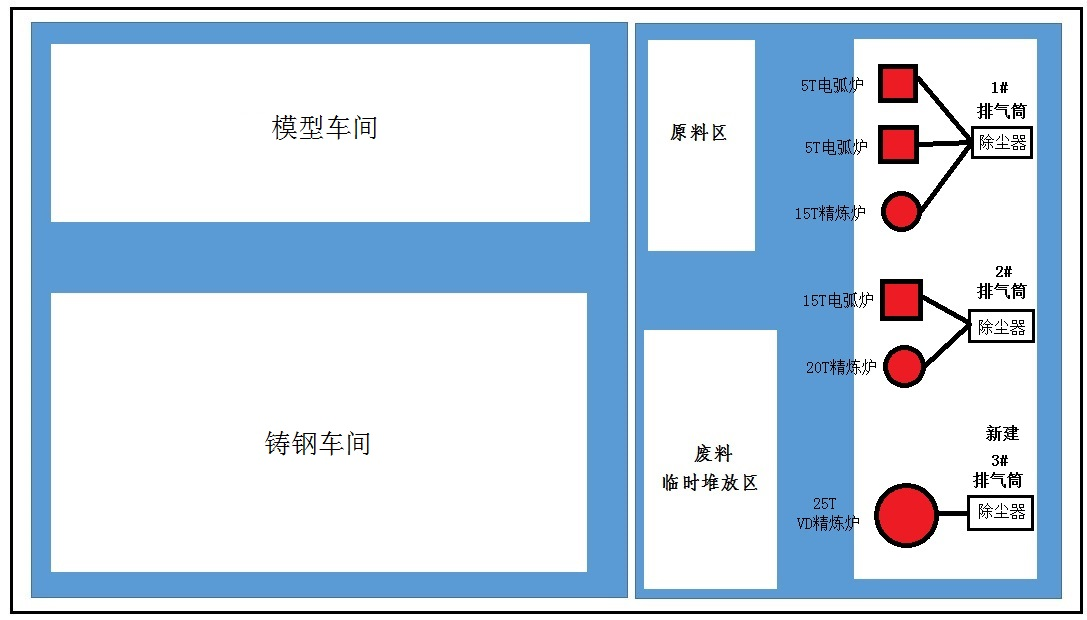 模型车间
铸钢车间
原料区
废料
临时堆放区
5T电弧炉
5T电弧炉
15T精炼炉
1#
排气筒
除尘器
15T电弧炉
20T精炼炉
2#
排气筒
除尘器
25T
VD精炼炉
新建
3#
排气筒
除尘器